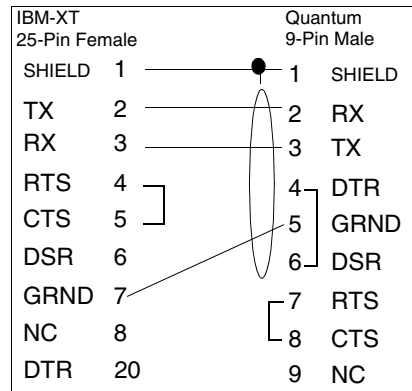 IBM-XT Quantum
25-Pin Female 9-Pin Male
SHIELD 1 1 SHIELD
TX 2 2 RX
RX 3 3 TX
RTS 4 4 DTR
CTS 5 5 GRND
DSR 6 6 DSR
GRND 7 7 RTS
NC 8 8 CTS
DTR 20 9 NC